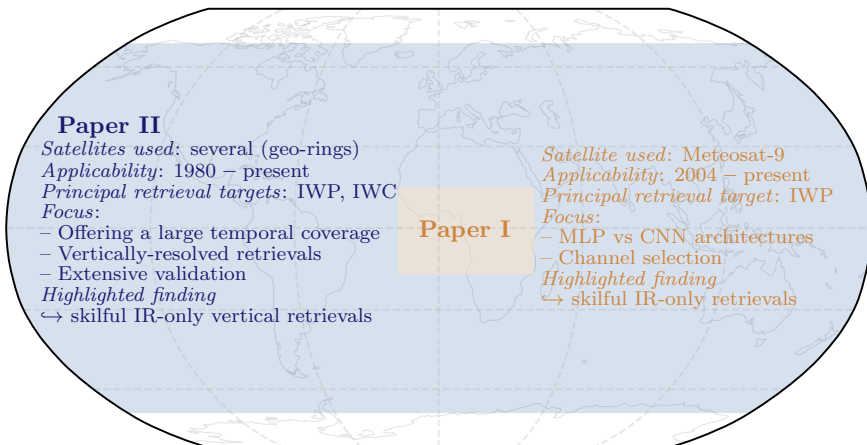 Paper II
Satellites used: several (geo-rings)
Applicability: 1980 – present
Principal retrieval targets: IWP, IWC
Focus:
– Offering a large temporal coverage
– Vertically-resolved retrievals
– Extensive validation
Highlighted finding
↪ skilful IR-only vertical retrievals
Paper I
Satellite used: Meteosat-9
Applicability: 2004 – present
Principal retrieval target: IWP
Focus:
– MLP vs CNN architectures
– Channel selection
Highlighted finding
↪ skilful IR-only retrievals